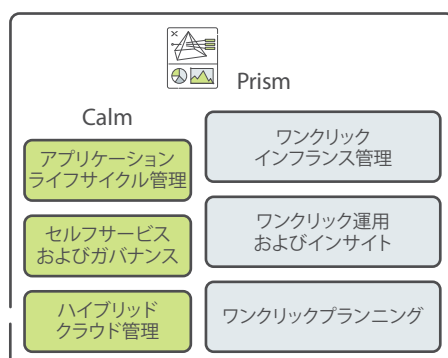 Prism
Calm
アプリケーション
ライフサイクル管理
セルフサービス
およびガバナンス
ハイブリッド
クラウド管理
ワンクリック
インフランス管理
ワンクリック運用
およびインサイト
ワンクリックプランニング